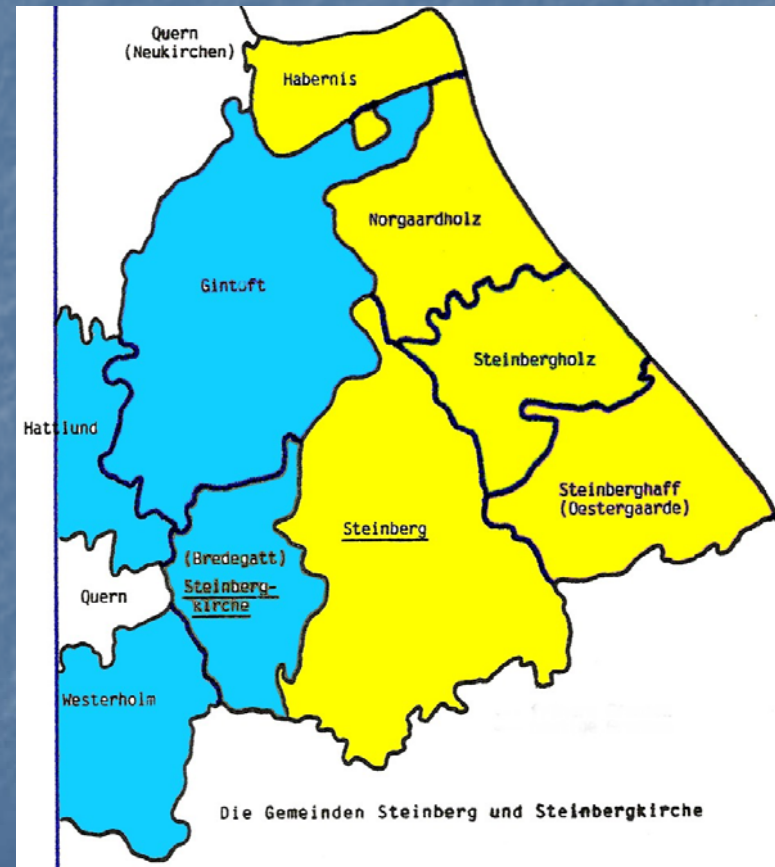 Quern
(Neukirchen)
Habernis
Norgaardholz
Gintoft
Steinbergholz
Hattlund
Steinberghaff
(Oestergaarde)
Steinberg
(Bredegatt)
Steinberg-
kirche
Quern
Westerholm
Die Gemeinden Steinberg und Steinbergkirche